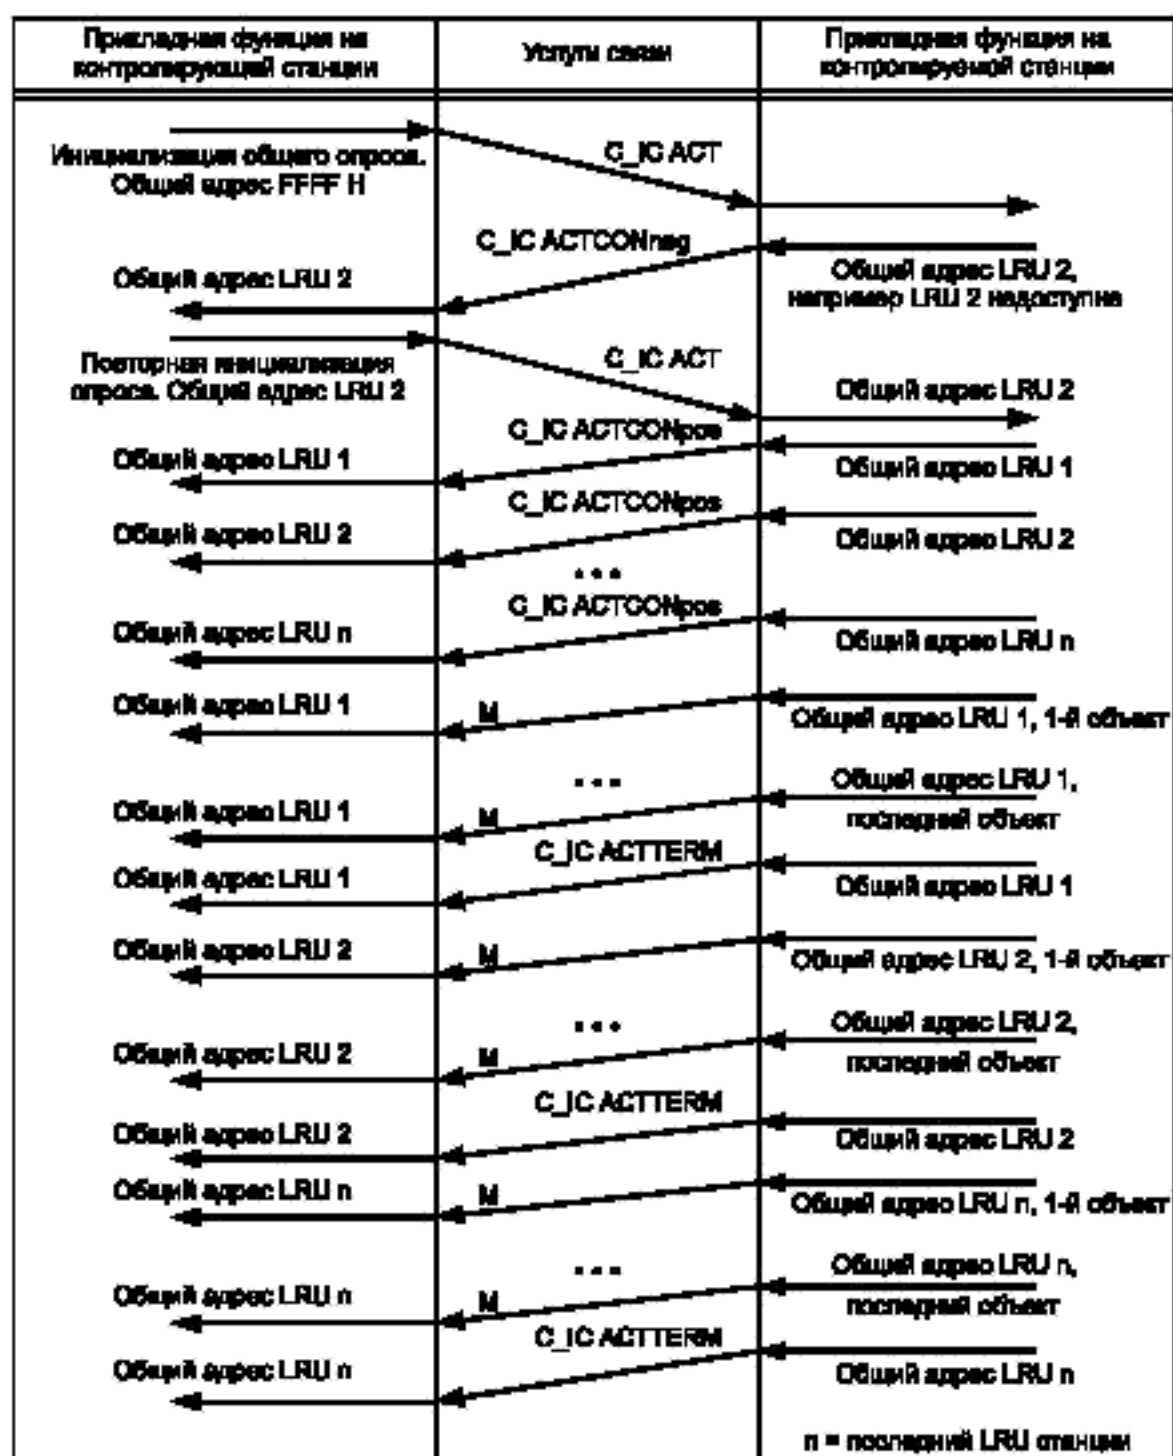 Прикладная функция на
контролирующей станции
Услуги связи
Прикладная функция на
контролируемой станции
Инициализация общего опроса.
Общий адрес FFFF H
C_IC ACT
C_IC ACTCONneg
Общий адрес LRU 2
Общий адрес LRU 2,
например LRU 2 недоступна
Повторная инициализация
опроса. Общий адрес LRU 2
C_IC ACT
Общий адрес LRU 2
C_IC ACTCONpos
Общий адрес LRU 1
Общий адрес LRU 1
C_IC ACTCONpos
Общий адрес LRU 2
Общий адрес LRU 2
...
C_IC ACTCONpos
Общий адрес LRU n
Общий адрес LRU n
Общий адрес LRU 1
M
Общий адрес LRU 1, 1-й объект
...
Общий адрес LRU 1,
последний объект
Общий адрес LRU 1
M
C_IC ACTTERM
Общий адрес LRU 1
Общий адрес LRU 1
Общий адрес LRU 2
M
Общий адрес LRU 2, 1-й объект
...
Общий адрес LRU 2,
последний объект
Общий адрес LRU 2
M
C_IC ACTTERM
Общий адрес LRU 2
Общий адрес LRU 2
Общий адрес LRU n
M
Общий адрес LRU n, 1-й объект
...
Общий адрес LRU n,
последний объект
Общий адрес LRU n
M
C_IC ACTTERM
Общий адрес LRU n
Общий адрес LRU n
n = последний LRU станции